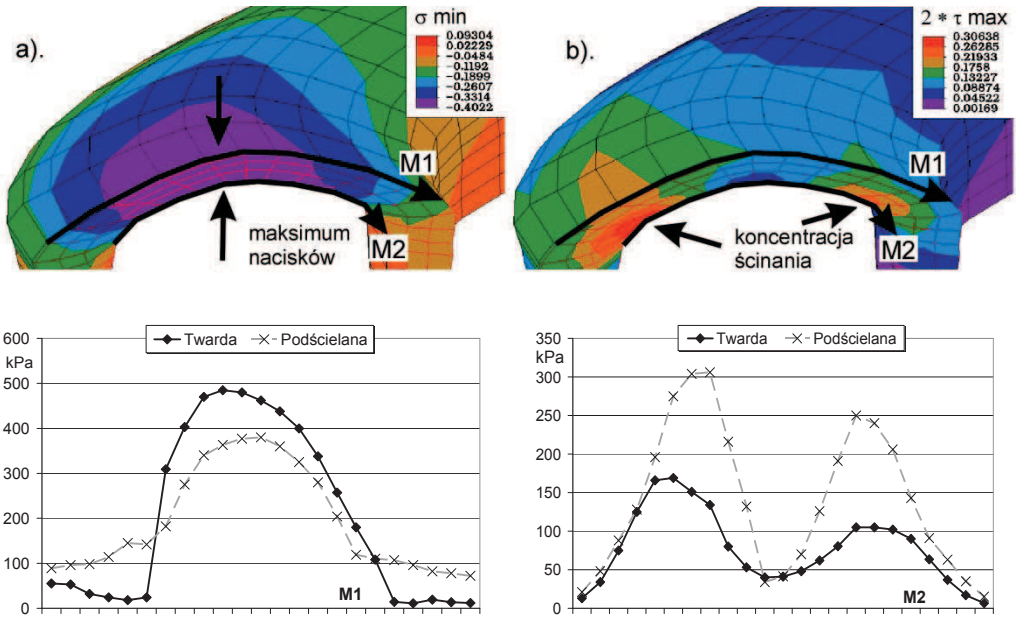 a).
σ min
0.09304
0.02229
-0.0484
-0.1192
-0.1899
-0.2607
-0.3314
-0.4022
M1
M2
maksimum
nacisków
b).
2 * τ max
0.30638
0.26285
0.21933
0.1758
0.13227
0.08874
0.04522
0.00169
M1
M2
koncentracja
ścinania
Twarda Podścielana
600
kPa
500
400
300
200
100
0
M1
Twarda Podścielana
350
kPa
300
250
200
150
100
50
0
M2